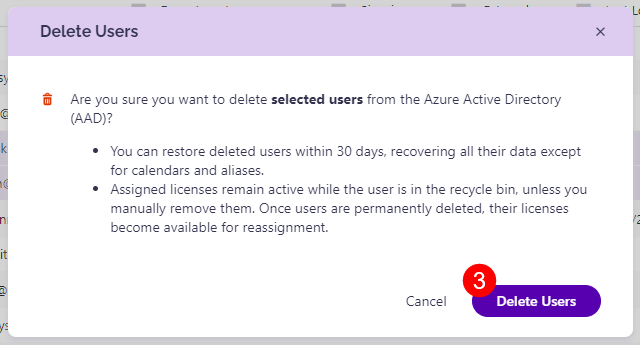 Delete Users
Are you sure you want to delete selected users from the Azure Active Directory
(AAD)?
You can restore deleted users within 30 days, recovering all their data except
for calendars and aliases.
Assigned licenses remain active while the user is in the recycle bin, unless you
manually remove them. Once users are permanently deleted, their licenses
become available for reassignment.
3
Cancel
Delete Users